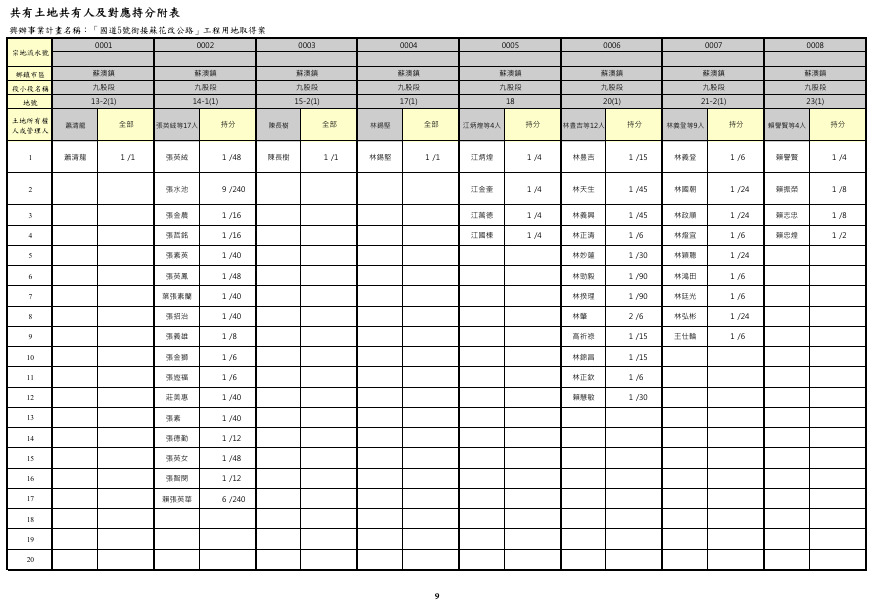 共有土地共有人及對應持分附表
興辦事業計畫名稱：「國道5號銜接蘇花改公路」工程用地取得案
宗地流水號 0001 0002 0003 0004 0005 0006 0007 0008
鄉鎮市區 蘇澳鎮 蘇澳鎮 蘇澳鎮 蘇澳鎮 蘇澳鎮 蘇澳鎮 蘇澳鎮 蘇澳鎮
段小段名稱 九股段 九股段 九股段 九股段 九股段 九股段 九股段 九股段
地號 13-2(1) 14-1(1) 15-2(1) 17(1) 18 20(1) 21-2(1) 23(1)
土地所有權人或管理人 蕭清龍 全部 張英絨等17人 持分 陳長樹 全部 林錫堅 全部 江炳煌等4人 持分 林豊吉等12人 持分 林義登等9人 持分 賴譽賢等4人 持分
1 蕭清龍 1 /1 張英絨 1 /48 陳長樹 1 /1 林錫堅 1 /1 江炳煌 1 /4 林豊吉 1 /15 林義登 1 /6 賴譽賢 1 /4
2 張水池 9 /240 江金奎 1 /4 林天生 1 /45 林國朝 1 /24 賴振榮 1 /8
3 張金農 1 /16 江萬德 1 /4 林義興 1 /45 林政順 1 /24 賴志忠 1 /8
4 張哲銘 1 /16 江國棟 1 /4 林正濤 1 /6 林燈宜 1 /6 賴忠煌 1 /2
5 張素英 1 /40 林妙蓮 1 /30 林穎聰 1 /24
6 張英鳳 1 /48 林勁毅 1 /90 林鴻田 1 /6
7 葉張素蘭 1 /40 林揆理 1 /90 林廷光 1 /6
8 張招治 1 /40 林肇 2 /6 林弘彬 1 /24
9 張義雄 1 /8 高祈祿 1 /15 王仕輪 1 /6
10 張金獅 1 /6 林錦昌 1 /15
11 張 福 1 /6 林正欽 1 /6
12 莊英惠 1 /40 賴慧敏 1 /30
13 張素 1 /40
14 張德勤 1 /12
15 張英女 1 /48
16 張智閔 1 /12
17 賴張英華 6 /240
18
19
20
9